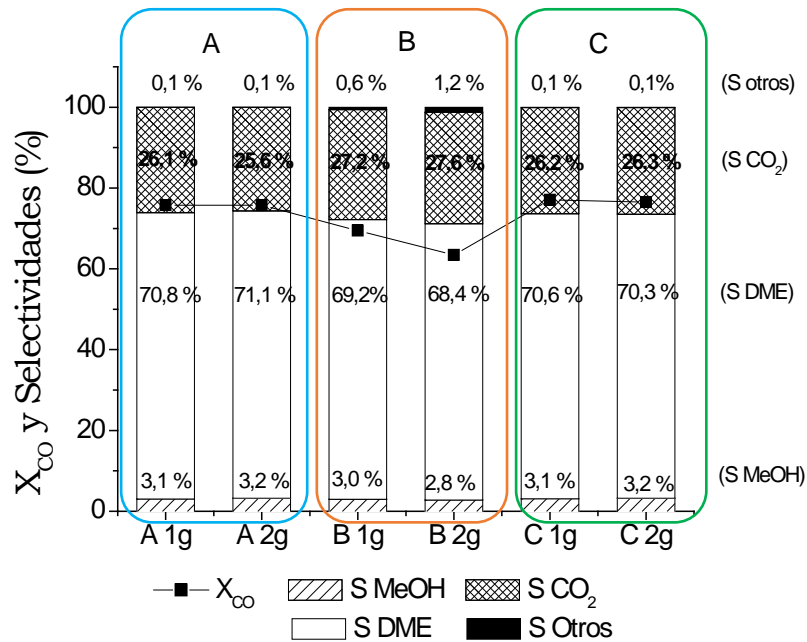 A B C
0,1 % 0,1 % 0,6 % 1,2 % 0,1 % 0,1% (S otros)
100
26,1 % 25,6 % 27,2 % 27,6 % 26,2 % 26,3 % (S CO₂)
80
60
70,8 % 71,1 % 69,2% 68,4 % 70,6 % 70,3 % (S DME)
40
20
3,1 % 3,2 % 3,0 % 2,8 % 3,1 % 3,2 % (S MeOH)
0
X_CO y Selectividades (%)
A 1g A 2g B 1g B 2g C 1g C 2g
X_CO S MeOH S CO₂
S DME S Otros